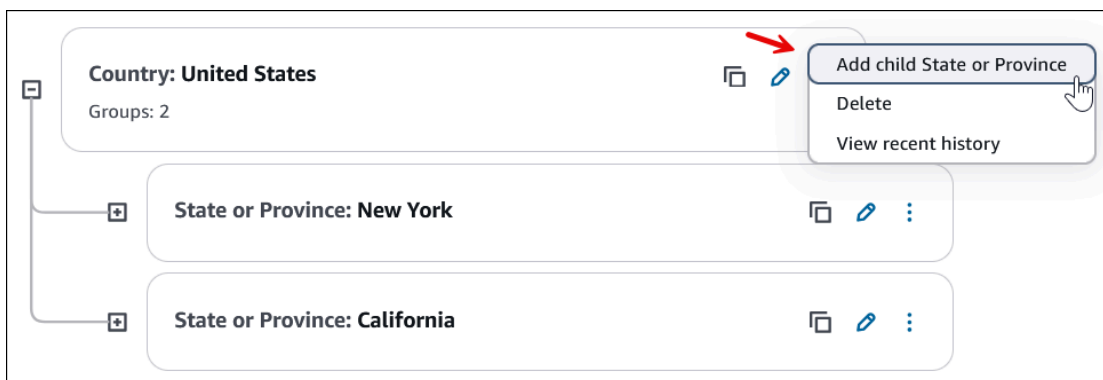 Country: United States
Groups: 2
Add child State or Province
Delete
View recent history
State or Province: New York
State or Province: California